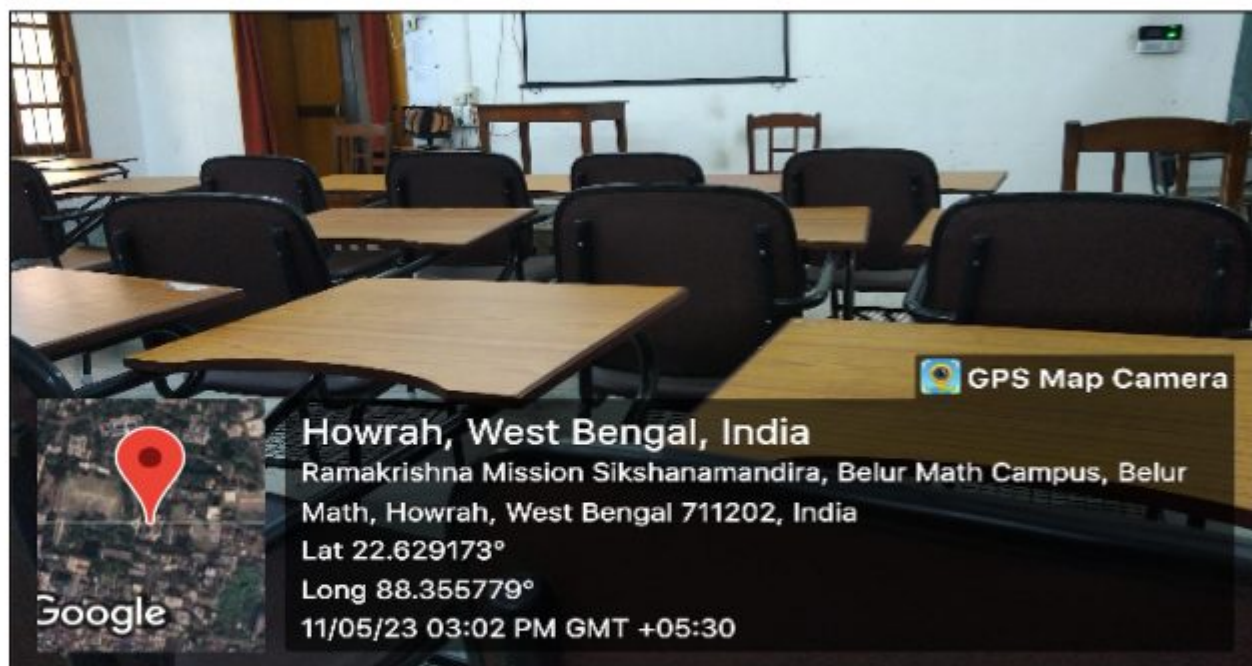 GPS Map Camera
Howrah, West Bengal, India
Ramakrishna Mission Sikshanamandira, Belur Math Campus, Belur
Math, Howrah, West Bengal 711202, India
Lat 22.629173°
Long 88.355779°
11/05/23 03:02 PM GMT +05:30
Google